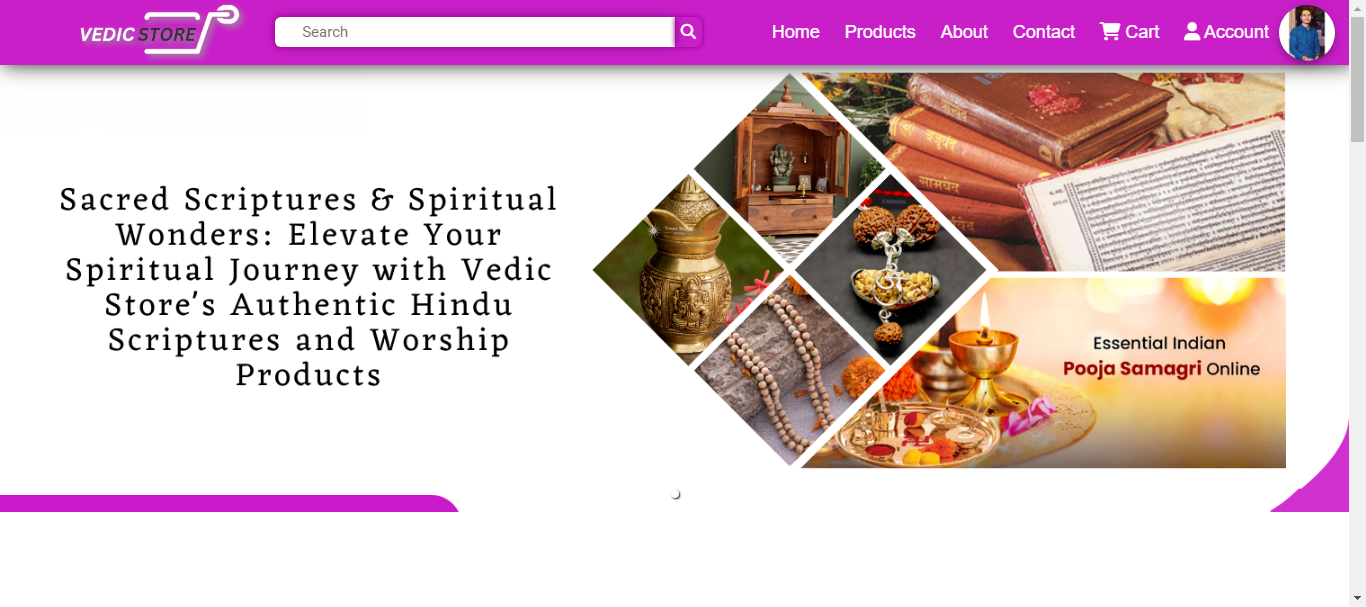 VEDIC STORE
Search
Home
Products
About
Contact
Cart
Account
Sacred Scriptures & Spiritual
Wonders: Elevate Your
Spiritual Journey with Vedic
Store's Authentic Hindu
Scriptures and Worship
Products
सामवेद
Essential Indian
Pooja Samagri Online